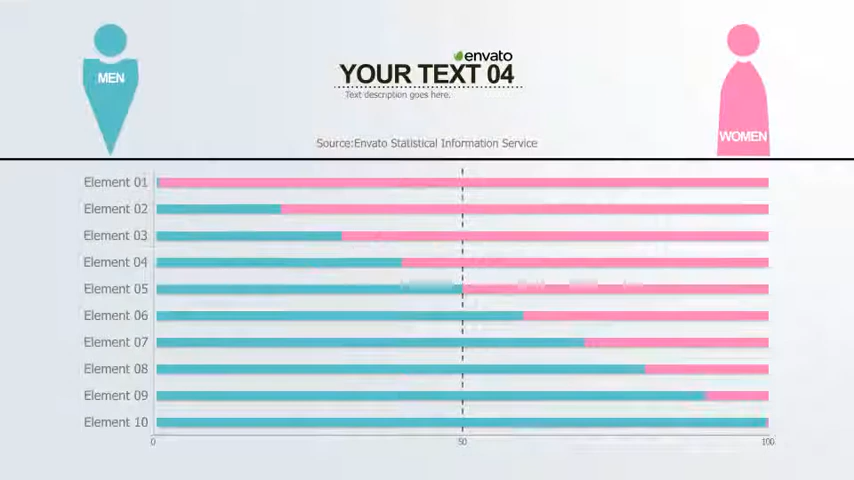 MEN
envato
YOUR TEXT 04
Text description goes here.
WOMEN
Source:Envato Statistical Information Service
Element 01
Element 02
Element 03
Element 04
Element 05
Element 06
Element 07
Element 08
Element 09
Element 10
0 50 100